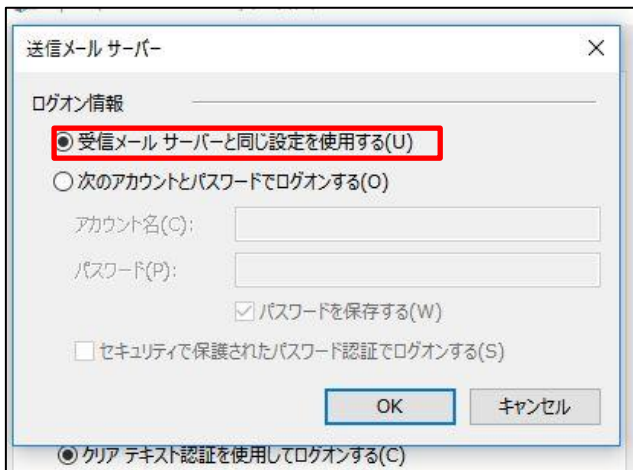 送信メール サーバー
ログオン情報
受信メール サーバーと同じ設定を使用する(U)
次のアカウントとパスワードでログオンする(O)
アカウント名(C):
パスワード(P):
パスワードを保存する(W)
セキュリティで保護されたパスワード認証でログオンする(S)
OK キャンセル
クリア テキスト認証を使用してログオンする(C)